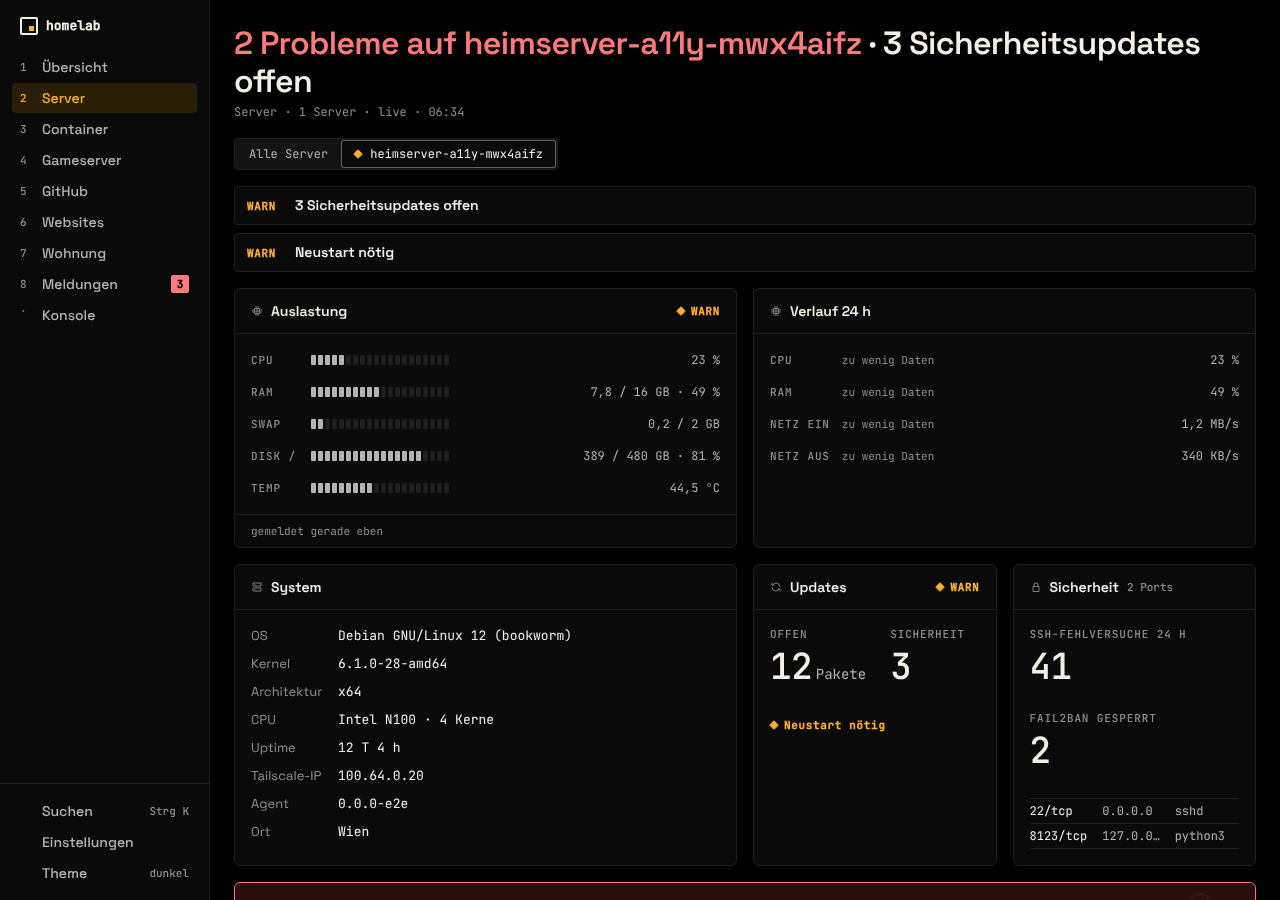 homelab
1 Übersicht
2 Server
3 Container
4 Gameserver
5 GitHub
6 Websites
7 Wohnung
8 Meldungen 3
` Konsole
Suchen Strg K
Einstellungen
Theme dunkel
2 Probleme auf heimserver-a11y-mwx4aifz · 3 Sicherheitsupdates
offen
Server · 1 Server · live · 06:34
Alle Server heimserver-a11y-mwx4aifz
WARN 3 Sicherheitsupdates offen
WARN Neustart nötig
Auslastung WARN
CPU 23 %
RAM 7,8 / 16 GB · 49 %
SWAP 0,2 / 2 GB
DISK / 389 / 480 GB · 81 %
TEMP 44,5 °C
gemeldet gerade eben
Verlauf 24 h
CPU zu wenig Daten 23 %
RAM zu wenig Daten 49 %
NETZ EIN zu wenig Daten 1,2 MB/s
NETZ AUS zu wenig Daten 340 KB/s
System
OS Debian GNU/Linux 12 (bookworm)
Kernel 6.1.0-28-amd64
Architektur x64
CPU Intel N100 · 4 Kerne
Uptime 12 T 4 h
Tailscale-IP 100.64.0.20
Agent 0.0.0-e2e
Ort Wien
Updates WARN
OFFEN SICHERHEIT
12 Pakete 3
Neustart nötig
Sicherheit 2 Ports
SSH-FEHLVERSUCHE 24 H
41
FAIL2BAN GESPERRT
2
22/tcp 0.0.0.0 sshd
8123/tcp 127.0.0… python3